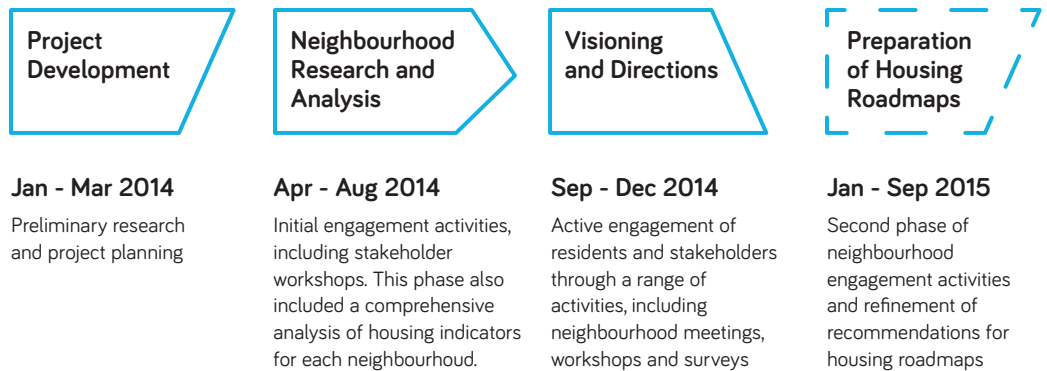 Project
Development
Jan - Mar 2014
Preliminary research
and project planning
Neighbourhood
Research and
Analysis
Apr - Aug 2014
Initial engagement activities,
including stakeholder
workshops. This phase also
included a comprehensive
analysis of housing indicators
for each neighbourhoud.
Visioning
and Directions
Sep - Dec 2014
Active engagement of
residents and stakeholders
through a range of
activities, including
neighbourhood meetings,
workshops and surveys
Preparation
of Housing
Roadmaps
Jan - Sep 2015
Second phase of
neighbourhood
engagement activities
and refinement of
recommendations for
housing roadmaps